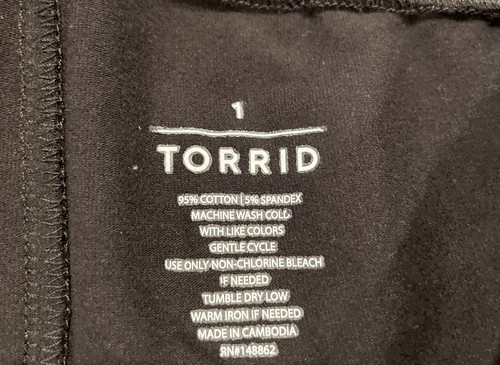 1
TORRID
95% COTTON | 5% SPANDEX
MACHINE WASH COLD
WITH LIKE COLORS
GENTLE CYCLE
USE ONLY NON-CHLORINE BLEACH
IF NEEDED
TUMBLE DRY LOW
WARM IRON IF NEEDED
MADE IN CAMBODIA
RN#148862